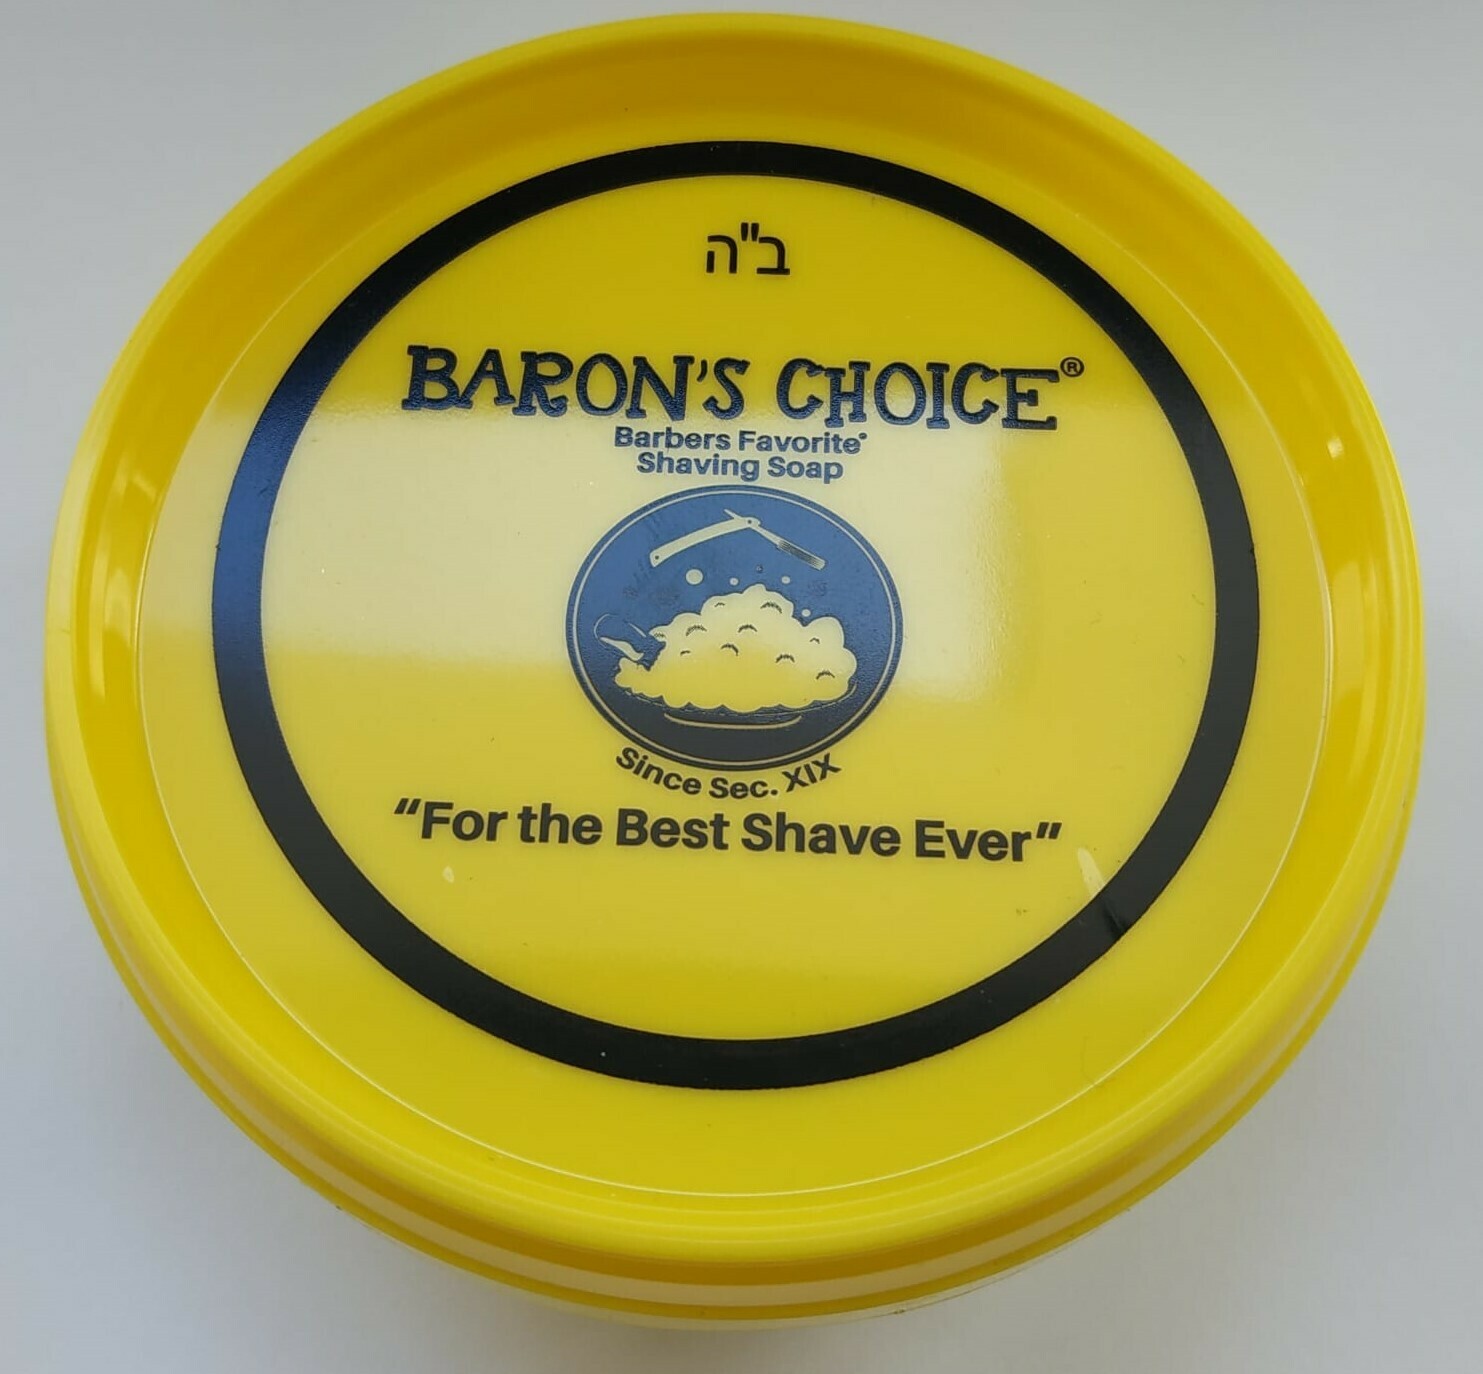 ב"ה
BARON'S CHOICE®
Barbers Favorite®
Shaving Soap
Since Sec. XIX
“For the Best Shave Ever”